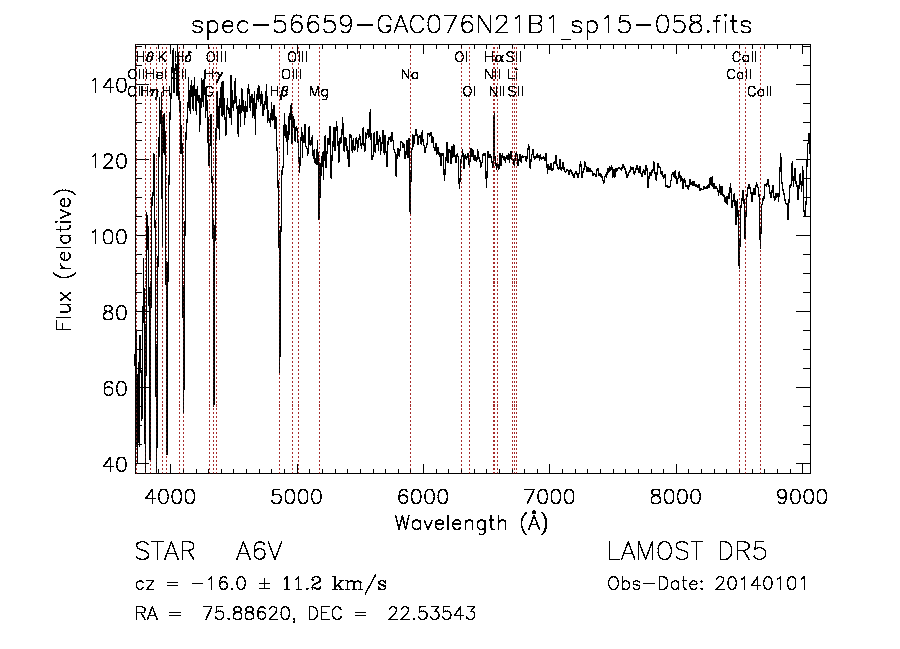 spec-56659-GAC076N21B1_sp15-058.fits
Hθ K Hδ OIII OIII OI Hα SII CaII
OII HeI SII Hγ OIII Na NII Li CaII
OII Hη H G Hβ Mg OI NII SII CaII
140
120
100
80
60
40
Flux (relative)
4000 5000 6000 7000 8000 9000
Wavelength (Å)
STAR A6V LAMOST DR5
cz = −16.0 ± 11.2 km/s Obs−Date: 20140101
RA = 75.88620, DEC = 22.53543